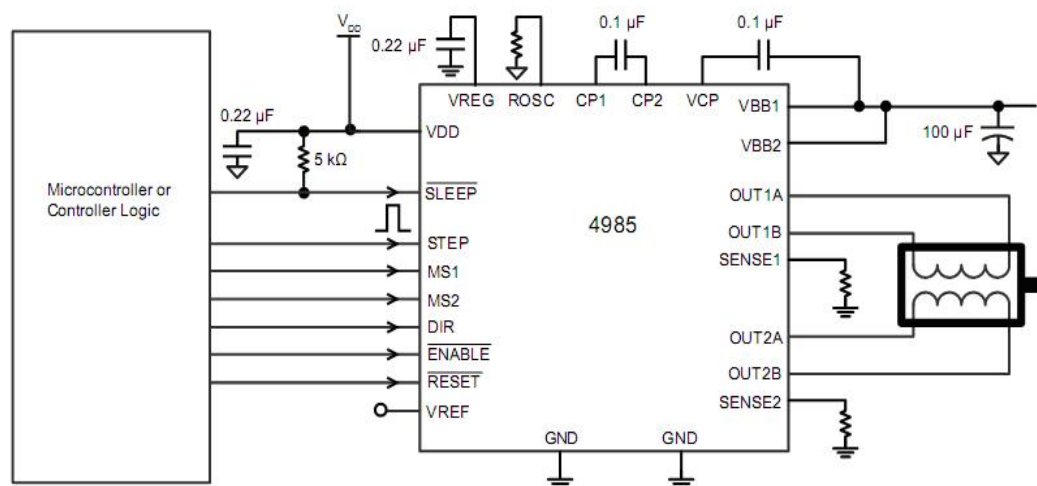 V_DD
0.22 µF
0.1 µF
0.1 µF
VREG
ROSC
CP1
CP2
VCP
VBB1
0.22 µF
VDD
100 µF
5 kΩ
VBB2
Microcontroller or
Controller Logic
SLEEP
OUT1A
4985
OUT1B
STEP
SENSE1
MS1
MS2
DIR
OUT2A
ENABLE
OUT2B
RESET
VREF
SENSE2
GND
GND